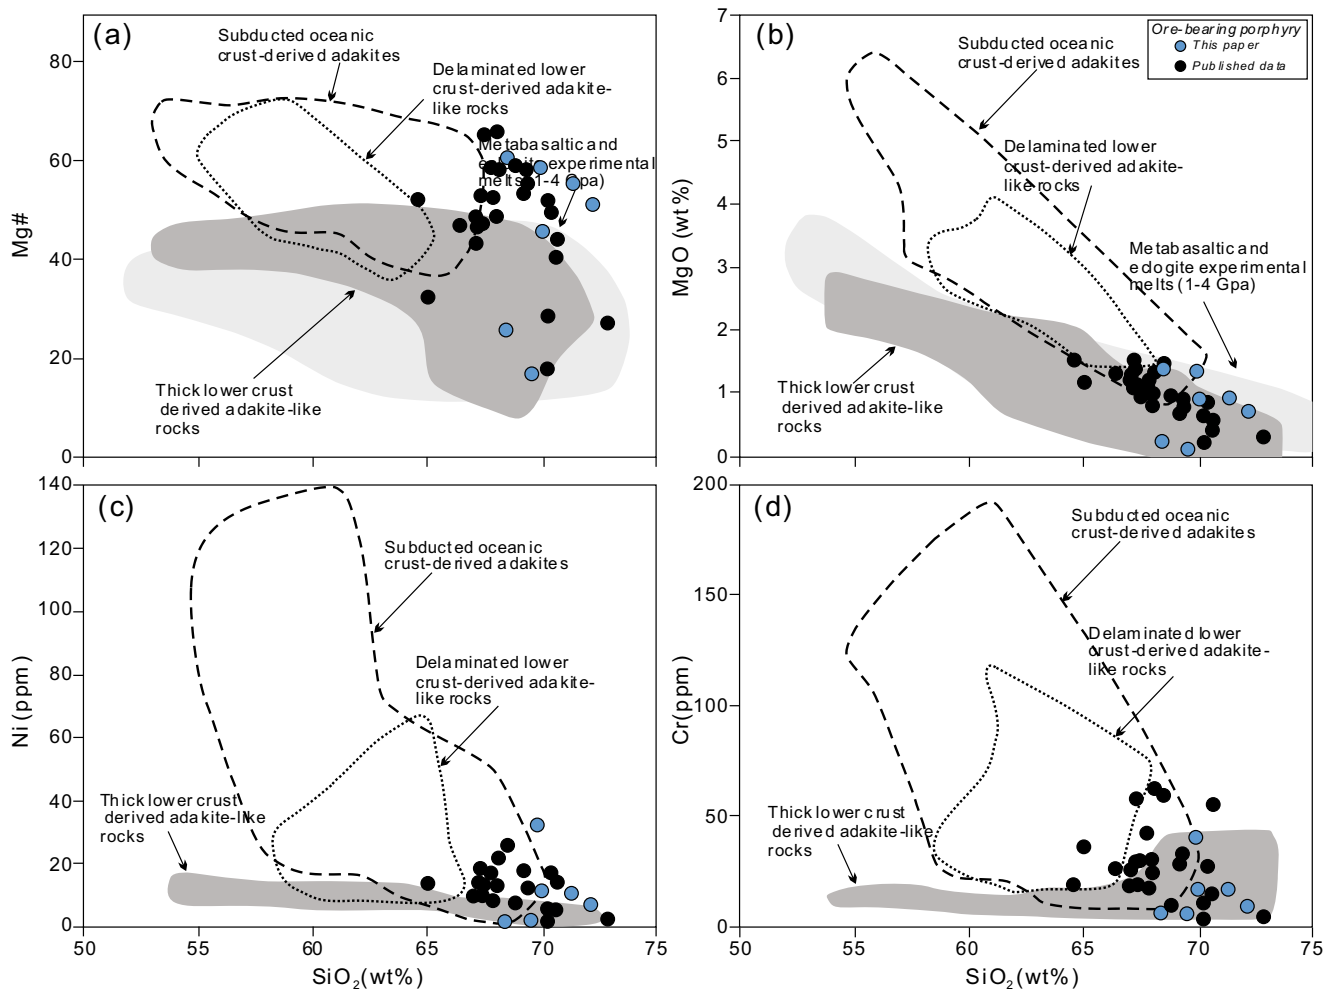 (a)
80
60
40
20
0
Mg#
Subducted oceanic
crust-derived adakites
Delaminated lower
crust-derived adakite-
like rocks
Metabasaltic and
eclogite experimental
melts (1-4 Gpa)
Thick lower crust
derived adakite-like
rocks
(b)
7
6
5
4
3
2
1
0
MgO (wt %)
Ore-bearing porphyry
This paper
Published data
Subducted oceanic
crust-derived adakites
Delaminated lower
crust-derived adakite-
like rocks
Metabasaltic and
edogite experimental
melts (1-4 Gpa)
Thick lower crust
derived adakite-like
rocks
(c)
140
120
100
80
60
40
20
0
Ni (ppm)
Subducted oceanic
crust-derived adakites
Delaminated lower
crust-derived adakite-
like rocks
Thick lower crust
derived adakite-like
rocks
50 55 60 65 70 75
SiO2(wt%)
(d)
200
150
100
50
0
Cr(ppm)
Subducted oceanic
crust-derived adakites
Delaminated lower
crust-derived adakite-
like rocks
Thick lower crust
derived adakite-like
rocks
55 60 65 70 75
SiO2(wt%)